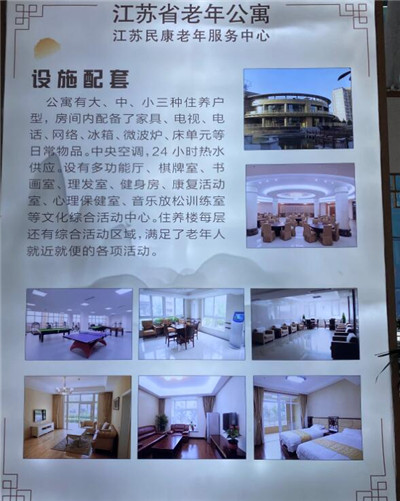 江苏省老年公寓
江苏民康老年服务中心
设施配套
公寓有大、中、小三种住养户
型，房间内配备了家具、电视、电
话、网络、冰箱、微波炉、床单元等
日常物品。中央空调，24小时热水
供应。设有多功能厅、棋牌室、书
画室、理发室、健身房、康复活动
室、心理保健室、音乐放松训练室
等文化综合活动中心。住养楼每层
还有综合活动区域，满足了老年人
就近就便的各项活动。